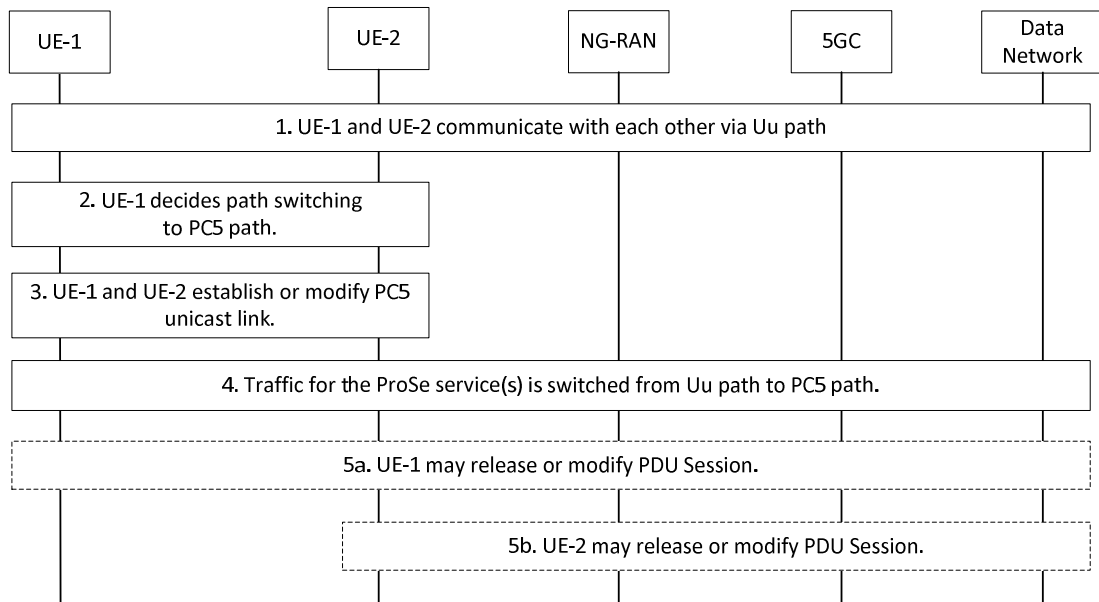 UE-1
UE-2
NG-RAN
5GC
Data
Network
1. UE-1 and UE-2 communicate with each other via Uu path
2. UE-1 decides path switching
to PC5 path.
3. UE-1 and UE-2 establish or modify PC5
unicast link.
4. Traffic for the ProSe service(s) is switched from Uu path to PC5 path.
5a. UE-1 may release or modify PDU Session.
5b. UE-2 may release or modify PDU Session.